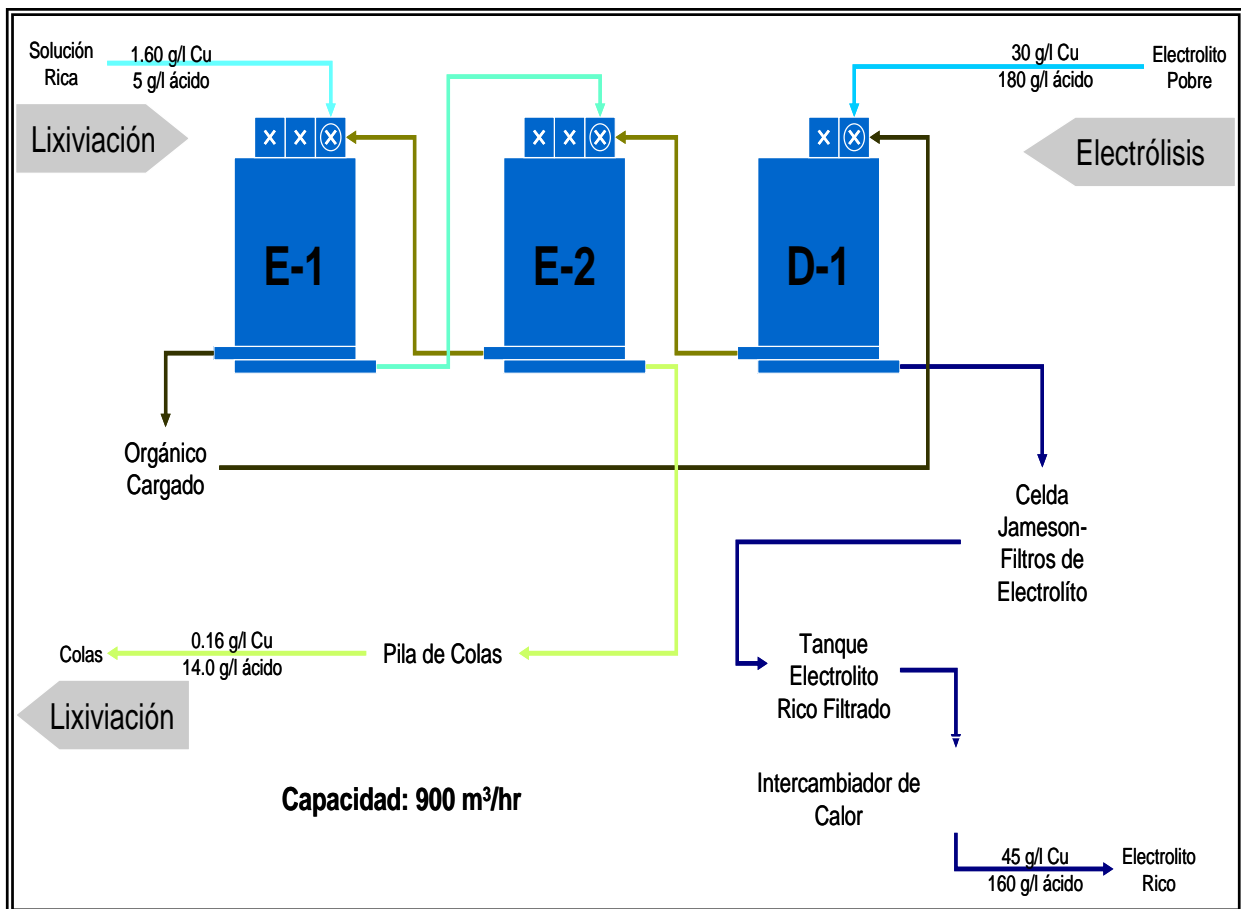 Solución
Rica
1.60 g/l Cu
5 g/l ácido
30 g/l Cu
180 g/l ácido
Electrolito
Pobre
Lixiviación
X X X
X X X
X X
Electrólisis
E-1
E-2
D-1
Orgánico
Cargado
Celda
Jameson-
Filtros de
Electrolíto
Colas
0.16 g/l Cu
14.0 g/l ácido
Pila de Colas
Tanque
Electrolito
Rico Filtrado
Lixiviación
Capacidad: 900 m³/hr
Intercambiador de
Calor
45 g/l Cu
160 g/l ácido
Electrolito
Rico